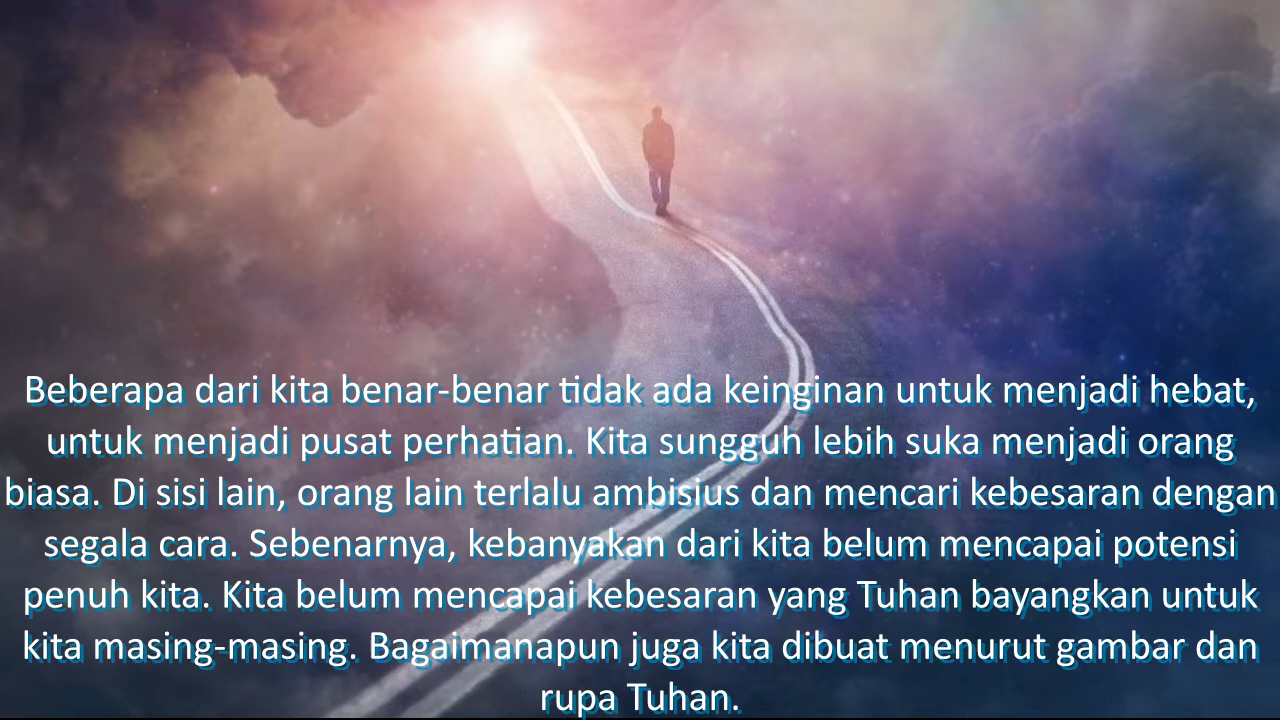 Beberapa dari kita benar-benar tidak ada keinginan untuk menjadi hebat,
untuk menjadi pusat perhatian. Kita sungguh lebih suka menjadi orang
biasa. Di sisi lain, orang lain terlalu ambisius dan mencari kebesaran dengan
segala cara. Sebenarnya, kebanyakan dari kita belum mencapai potensi
penuh kita. Kita belum mencapai kebesaran yang Tuhan bayangkan untuk
kita masing-masing. Bagaimanapun juga kita dibuat menurut gambar dan
rupa Tuhan.